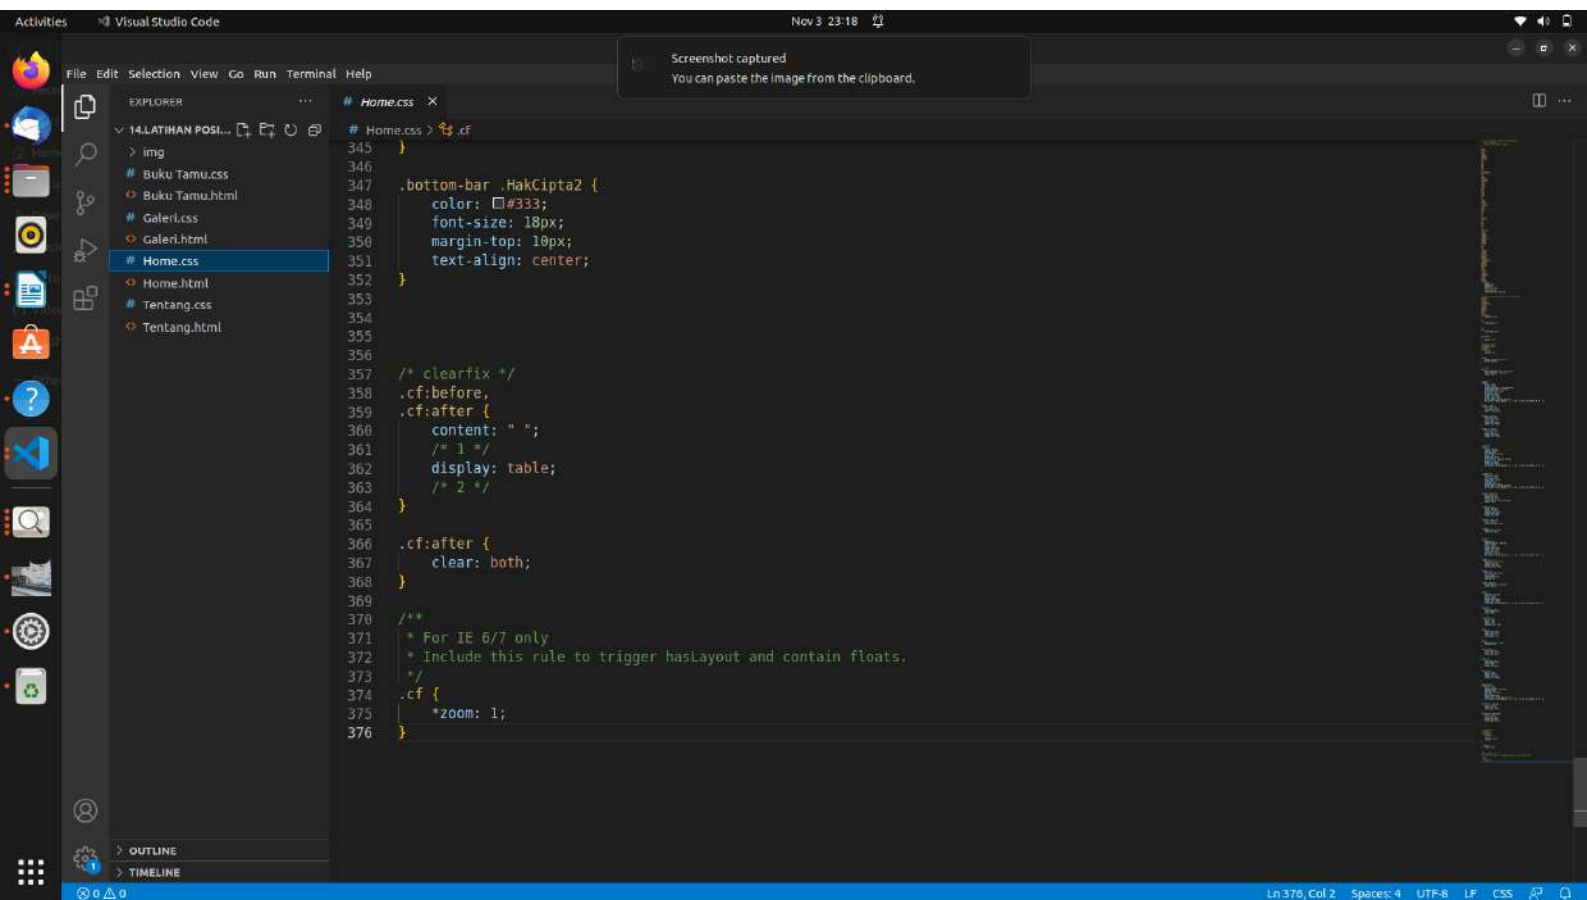 Activities
Visual Studio Code
Nov 3 23:18
Screenshot captured
You can paste the image from the clipboard.
File Edit Selection View Go Run Terminal Help
EXPLORER
# Home.css
14.LATIHAN POSI...
# Home.css > .cf
img
# Buku Tamu.css
Buku Tamu.html
# Galeri.css
Galeri.html
# Home.css
Home.html
# Tentang.css
Tentang.html
OUTLINE
TIMELINE
345 }
346
347 .bottom-bar .HakCipta2 {
348 color: #333;
349 font-size: 18px;
350 margin-top: 10px;
351 text-align: center;
352 }
353
354
355
356
357 /* clearfix */
358 .cf:before,
359 .cf:after {
360 content: " ";
361 /* 1 */
362 display: table;
363 /* 2 */
364 }
365
366 .cf:after {
367 clear: both;
368 }
369
370 /**
371 * For IE 6/7 only
372 * Include this rule to trigger hasLayout and contain floats.
373 */
374 .cf {
375 *zoom: 1;
376 }
1
0 0
Ln 376, Col 2 Spaces: 4 UTF-8 LF CSS